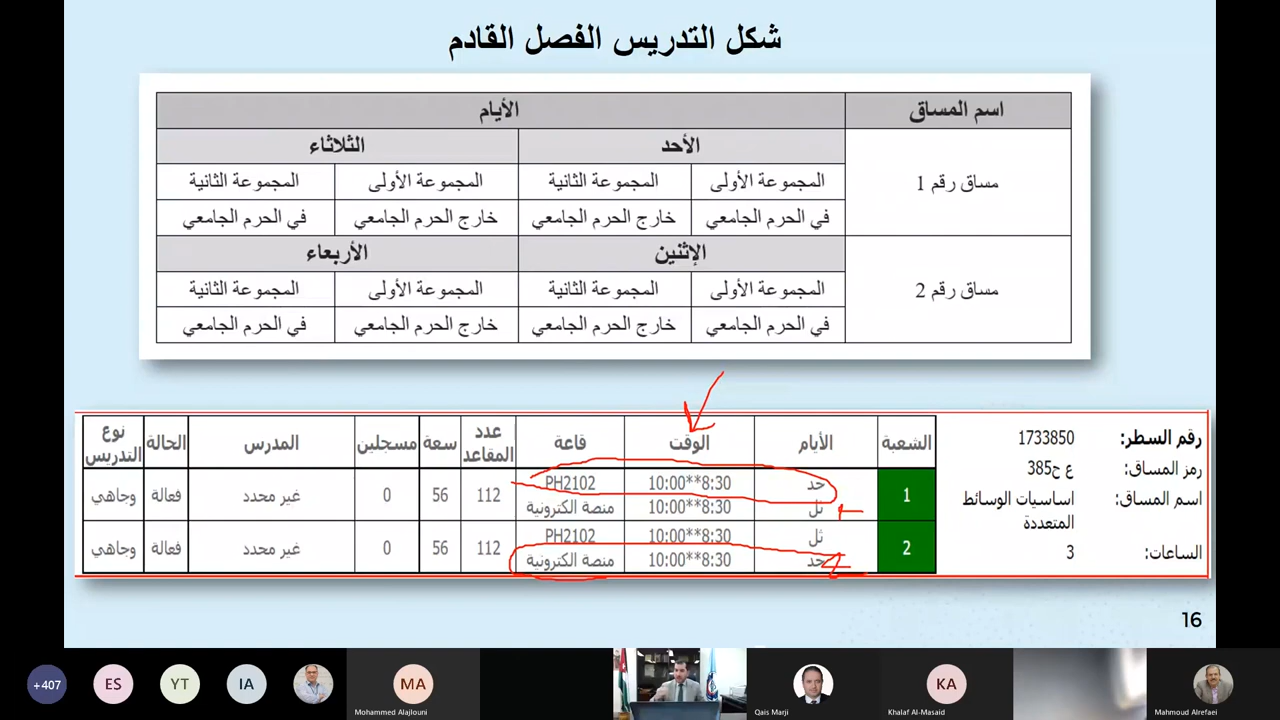 شكل التدريس الفصل القادم
اسم المساق الأيام
مساق رقم 1 الأحد الثلاثاء
المجموعة الأولى المجموعة الثانية المجموعة الأولى المجموعة الثانية
في الحرم الجامعي خارج الحرم الجامعي خارج الحرم الجامعي في الحرم الجامعي
مساق رقم 2 الإثنين الأربعاء
المجموعة الأولى المجموعة الثانية المجموعة الأولى المجموعة الثانية
في الحرم الجامعي خارج الحرم الجامعي خارج الحرم الجامعي في الحرم الجامعي
رقم السطر: 1733850
رمز المساق: ع ح385
اسم المساق: اساسيات الوسائط
المتعددة
الساعات: 3
الشعبة الأيام الوقت قاعة عدد المقاعد سعة مسجلين المدرس الحالة نوع التدريس
1 حد 8:30**10:00 PH2102 112 56 0 غير محدد فعالة وجاهي
ثل 8:30**10:00 منصة الكترونية
2 ثل 8:30**10:00 PH2102 112 56 0 غير محدد فعالة وجاهي
حد 8:30**10:00 منصة الكترونية
16
+407 ES YT IA MA KA
Mohammed Alajlouni Qais Marji Khalaf Al-Masaid Mahmoud Alrefaei